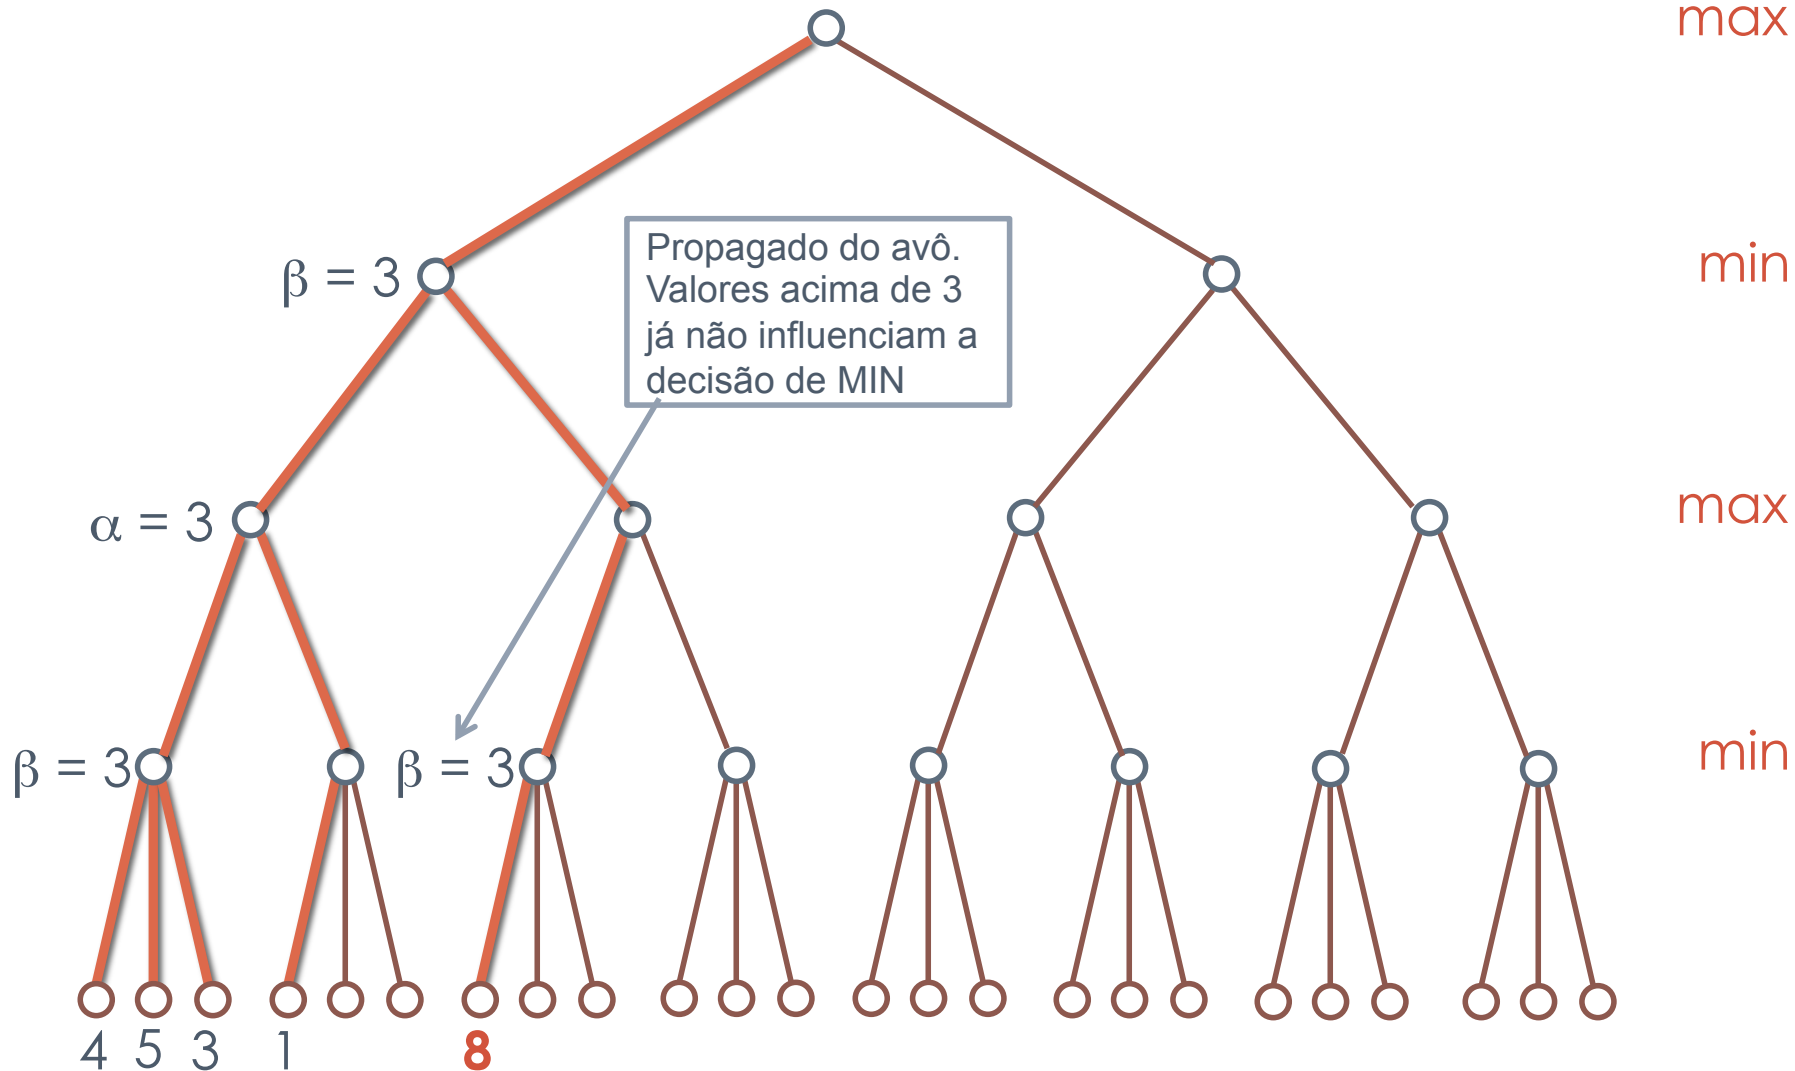 max
β = 3
min
Propagado do avô.
Valores acima de 3
já não influenciam a
decisão de MIN
α = 3
max
β = 3
β = 3
min
4 5 3 1 8